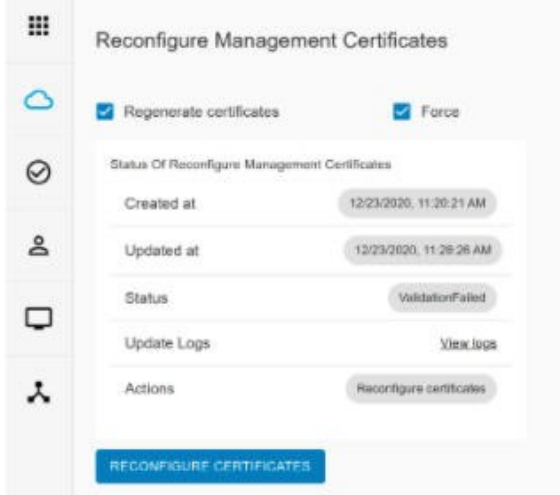 Reconfigure Management Certificates
Regenerate certificates Force
Status Of Reconfigure Management Certificates
Created at 12/23/2020, 11:20:21 AM
Updated at 12/23/2020, 11:28:26 AM
Status ValidationFailed
Update Logs View logs
Actions Reconfigure certificates
RECONFIGURE CERTIFICATES